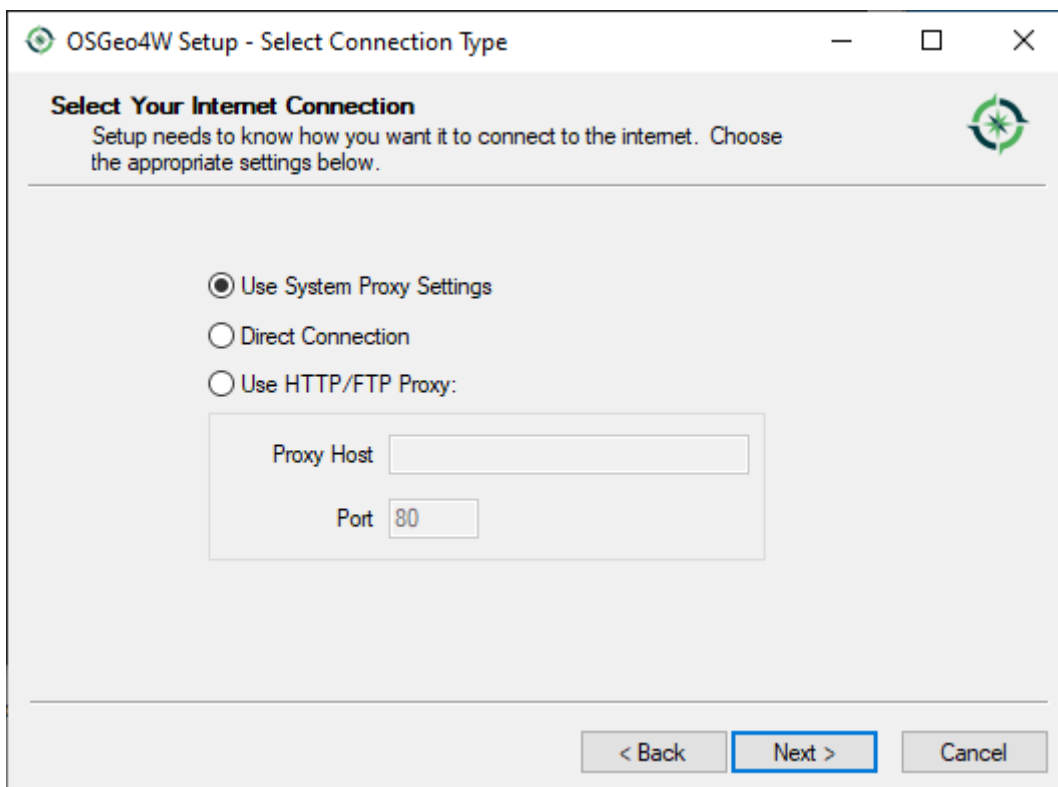 OSGeo4W Setup - Select Connection Type
Select Your Internet Connection
Setup needs to know how you want it to connect to the internet.  Choose
the appropriate settings below.
Use System Proxy Settings
Direct Connection
Use HTTP/FTP Proxy:
Proxy Host
Port 80
< Back Next > Cancel